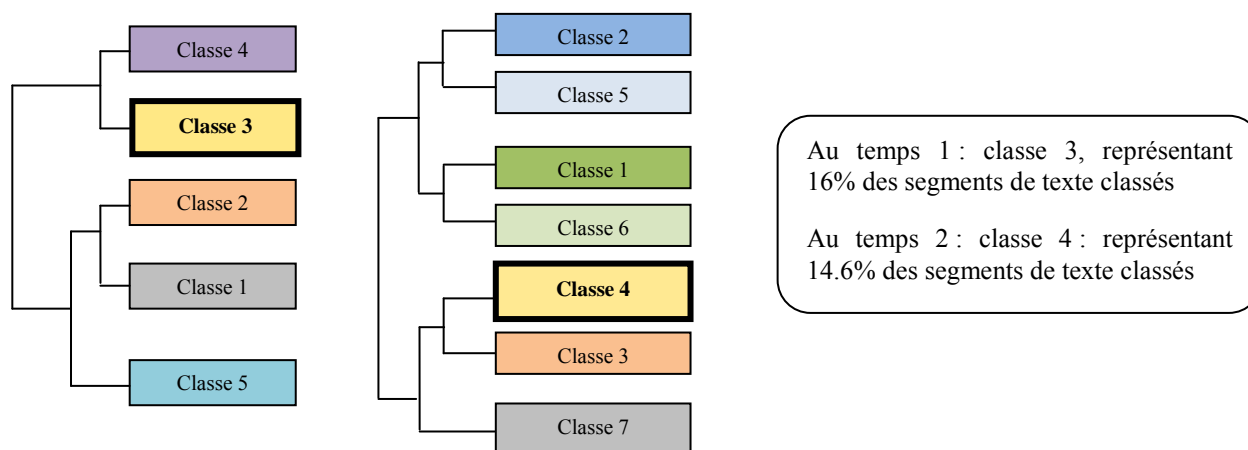 Classe 4
Classe 3
Classe 2
Classe 1
Classe 5
Classe 2
Classe 5
Classe 1
Classe 6
Classe 4
Classe 3
Classe 7
Au temps 1 : classe 3, représentant
16% des segments de texte classés
Au temps 2 : classe 4 : représentant
14.6% des segments de texte classés